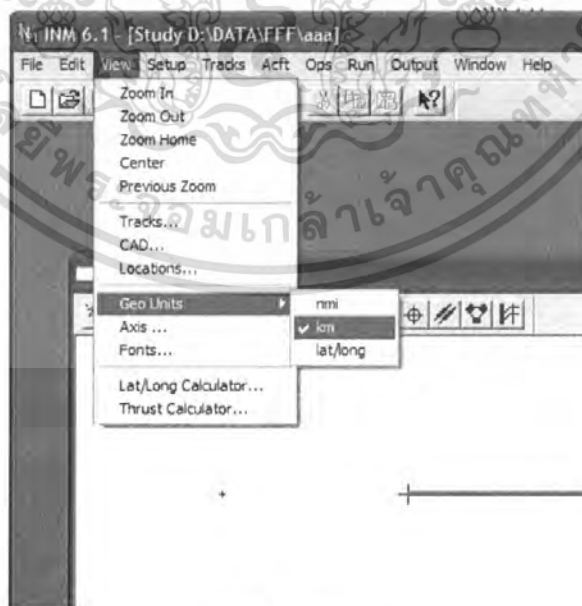 INM 6.1 - [Study D:\DATA\FFF\aaa]
File Edit View Setup Tracks Acft Ops Run Output Window Help
Zoom In
Zoom Out
Zoom Home
Center
Previous Zoom
Tracks...
CAD...
Locations...
Geo Units
nmi
km
lat/long
Axis ...
Fonts...
Lat/Long Calculator...
Thrust Calculator...